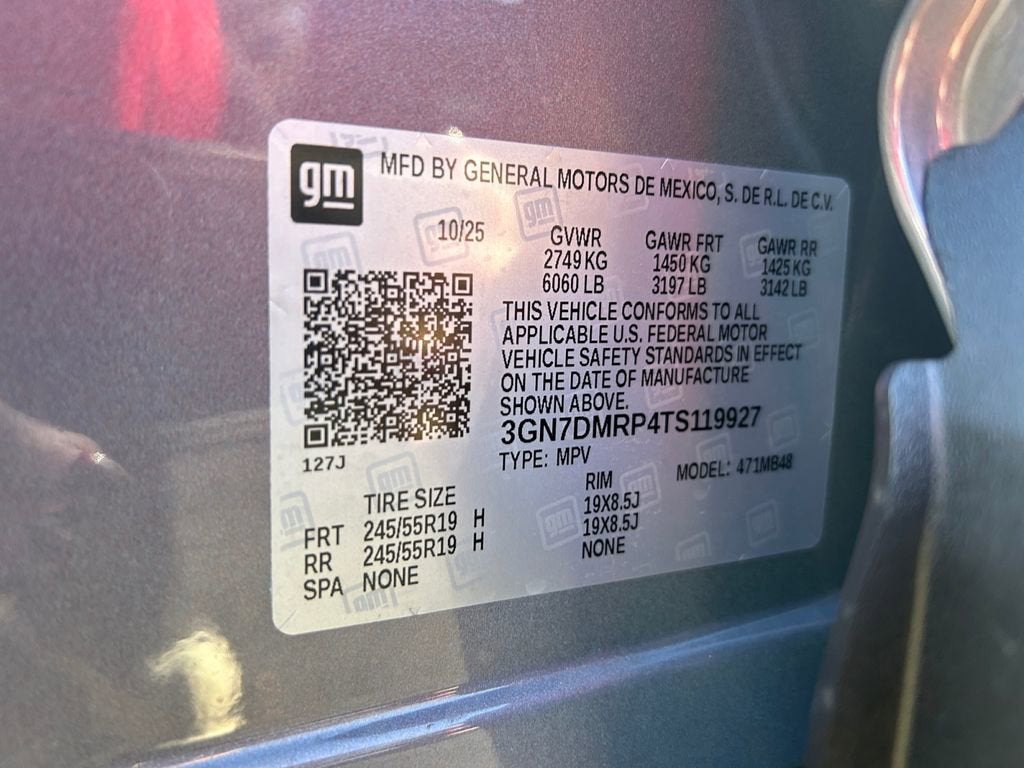 gm
MFD BY GENERAL MOTORS DE MEXICO, S. DE R.L. DE C.V.
10/25
GVWR GAWR FRT GAWR RR
2749 KG 1450 KG 1425 KG
6060 LB 3197 LB 3142 LB
THIS VEHICLE CONFORMS TO ALL
APPLICABLE U.S. FEDERAL MOTOR
VEHICLE SAFETY STANDARDS IN EFFECT
ON THE DATE OF MANUFACTURE
SHOWN ABOVE.
3GN7DMRP4TS119927
127J
TYPE: MPV MODEL: 471MB48
TIRE SIZE RIM
FRT 245/55R19 H 19X8.5J
RR 245/55R19 H 19X8.5J
SPA NONE NONE